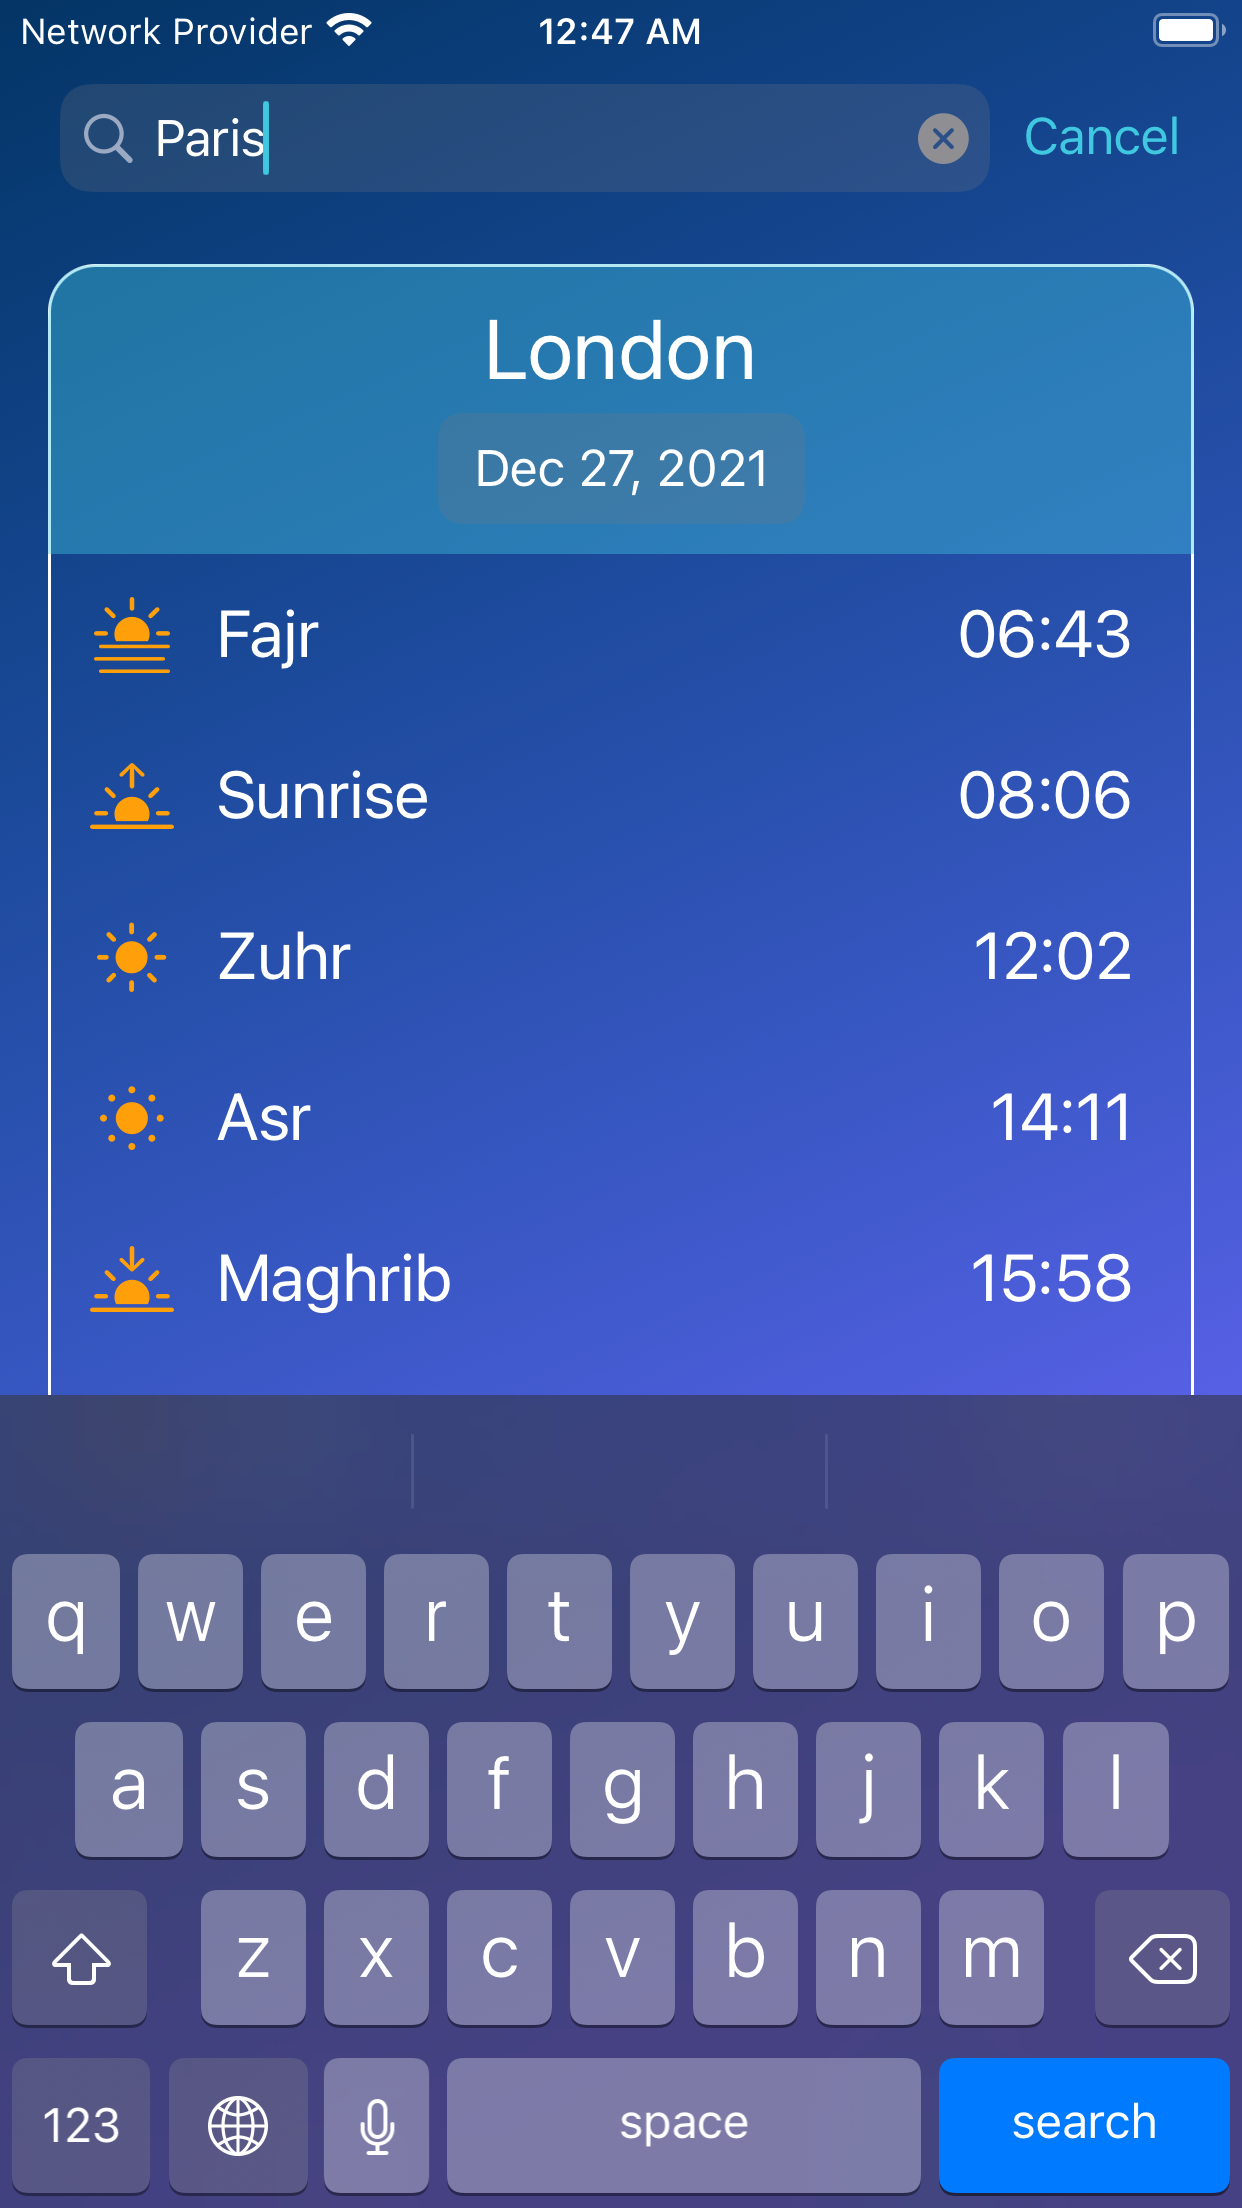 Network Provider 12:47 AM
Paris Cancel
London
Dec 27, 2021
Fajr 06:43
Sunrise 08:06
Zuhr 12:02
Asr 14:11
Maghrib 15:58
q w e r t y u i o p
a s d f g h j k l
z x c v b n m
123 space search